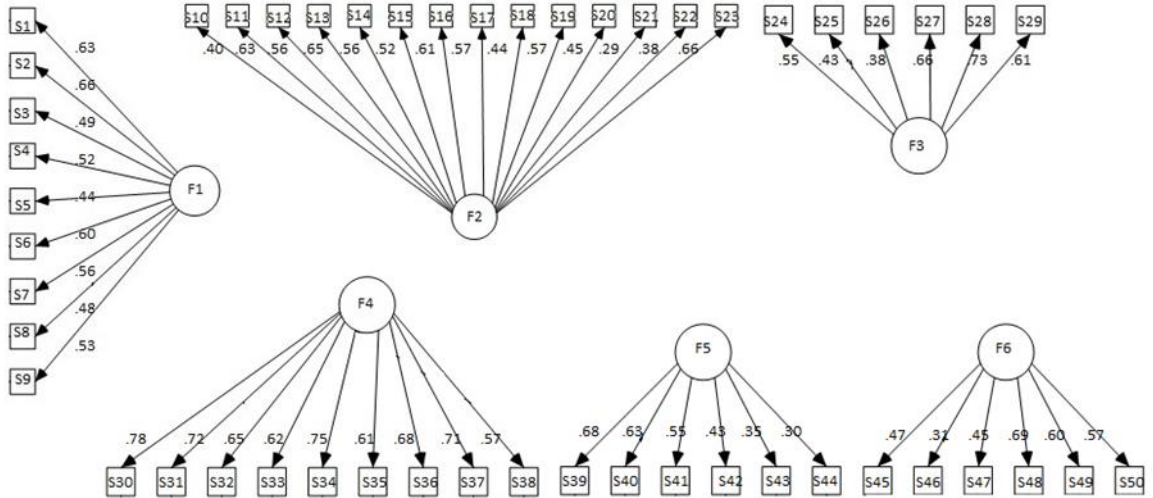 S1
S2
S3
S4
S5
S6
S7
S8
S9
.63
.66
.49
.52
.44
.60
.56
.48
.53
F1
S10 S11 S12 S13 S14 S15 S16 S17 S18 S19 S20 S21 S22 S23
.40 .63 .56 .65 .56 .52 .61 .57 .44 .57 .45 .29 .38 .66
F2
S24 S25 S26 S27 S28 S29
.55 .43 .38 .66 .73 .61
F3
F4
.78 .72 .65 .62 .75 .61 .68 .71 .57
S30 S31 S32 S33 S34 S35 S36 S37 S38
F5
.68 .63 .55 .43 .35 .30
S39 S40 S41 S42 S43 S44
F6
.47 .31 .45 .69 .60 .57
S45 S46 S47 S48 S49 S50